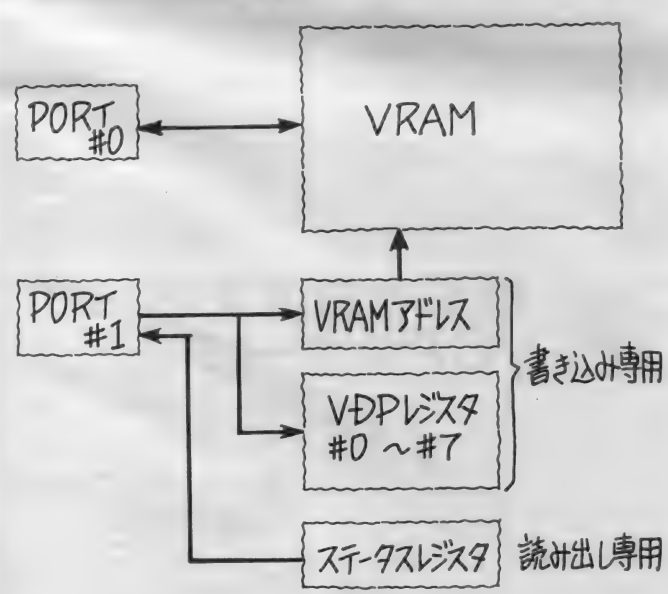 PORT
#0
VRAM
PORT
#1
VRAMアドレス
VDPレジスタ
#0 ～ #7
書き込み専用
ステータスレジスタ
読み出し専用